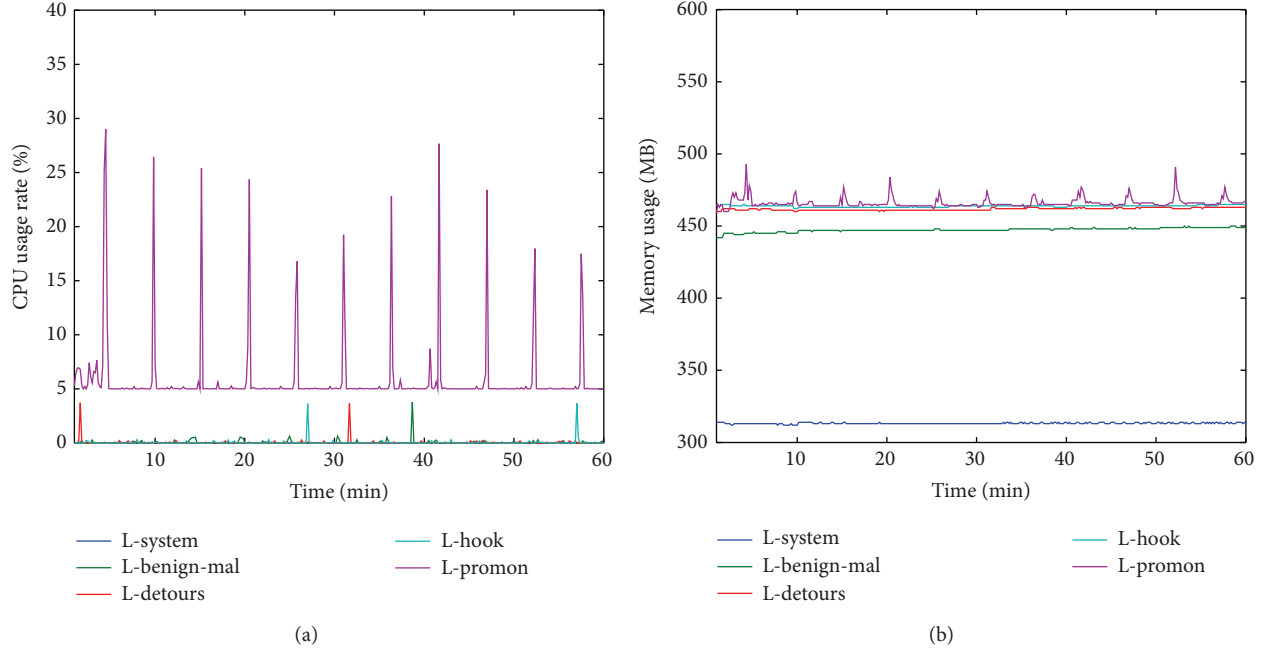 40
35
30
25
20
15
10
5
0
CPU usage rate (%)
10 20 30 40 50 60
Time (min)
L-system
L-benign-mal
L-detours
L-hook
L-promon
(a)
600
550
500
450
400
350
300
Memory usage (MB)
10 20 30 40 50 60
Time (min)
L-system
L-benign-mal
L-detours
L-hook
L-promon
(b)